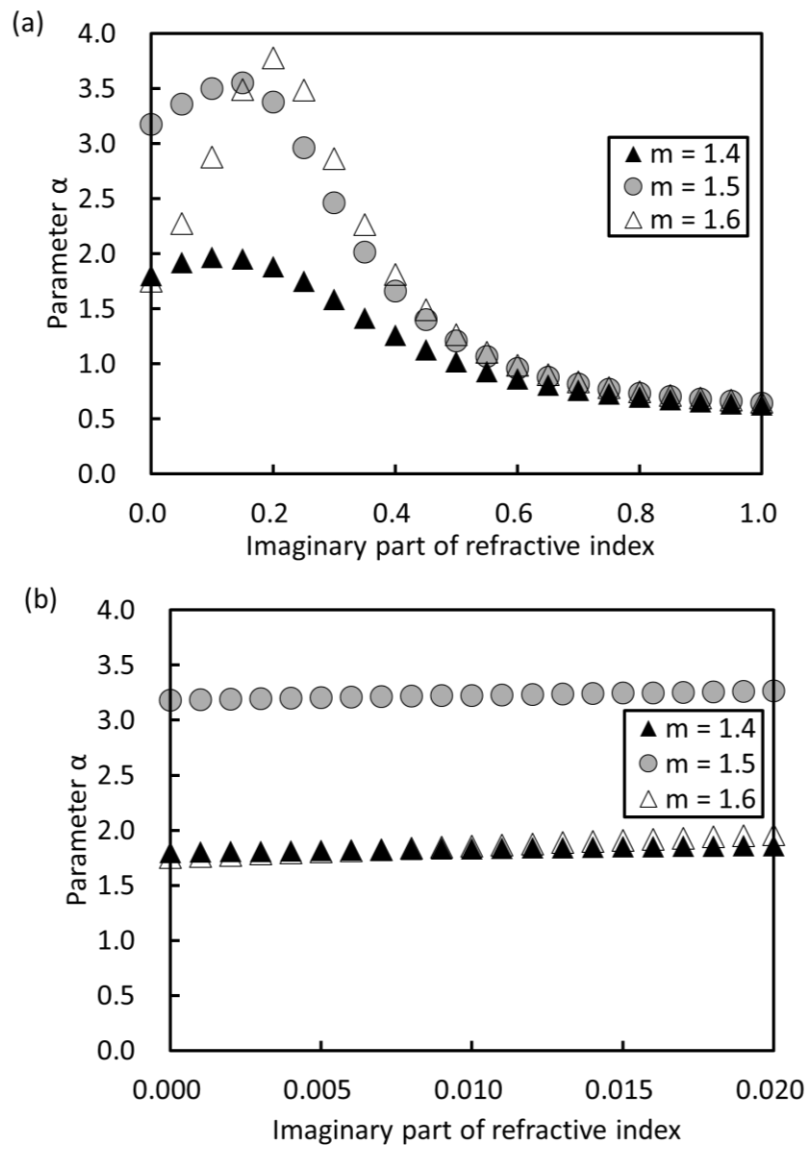 (a)
4.0
3.5
3.0
2.5
2.0
1.5
1.0
0.5
0.0
Parameter α
m = 1.4
m = 1.5
m = 1.6
0.0 0.2 0.4 0.6 0.8 1.0
Imaginary part of refractive index
(b)
4.0
3.5
3.0
2.5
2.0
1.5
1.0
0.5
0.0
Parameter α
m = 1.4
m = 1.5
m = 1.6
0.000 0.005 0.010 0.015 0.020
Imaginary part of refractive index